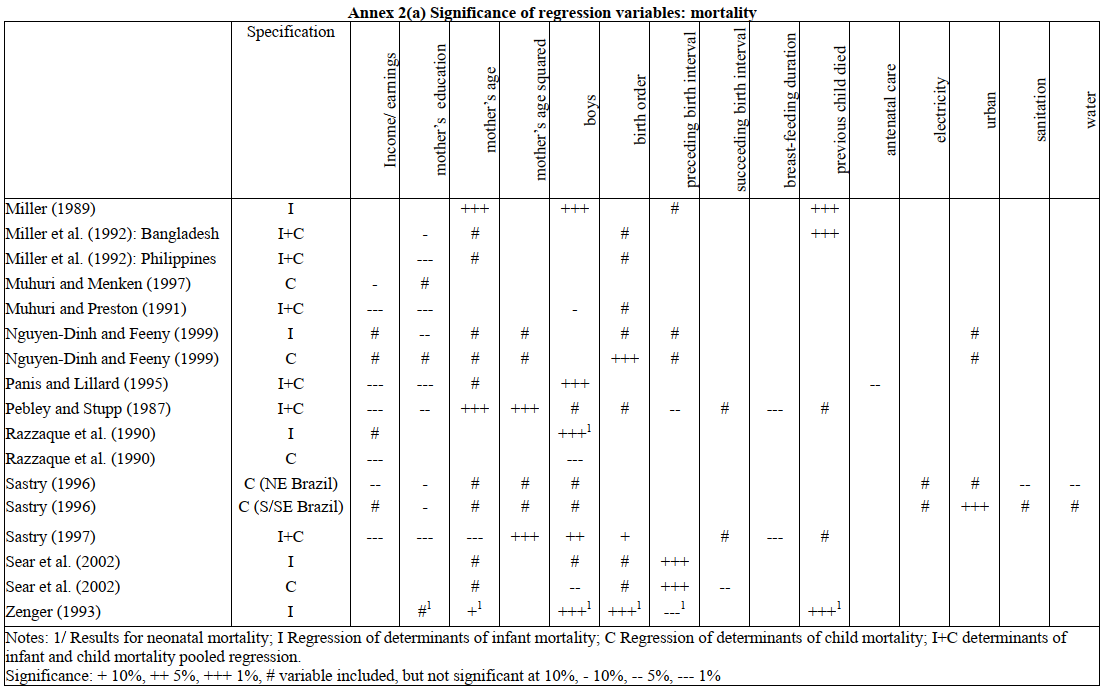 Annex 2(a) Significance of regression variables: mortality
Specification Income/ earnings mother's education mother's age mother's age squared boys birth order preceding birth interval succeeding birth interval breast-feeding duration previous child died antenatal care electricity urban sanitation water
Miller (1989) I +++ +++ # +++
Miller et al. (1992): Bangladesh I+C - # # +++
Miller et al. (1992): Philippines I+C --- # #
Muhuri and Menken (1997) C - #
Muhuri and Preston (1991) I+C --- --- - #
Nguyen-Dinh and Feeny (1999) I # -- # # # # #
Nguyen-Dinh and Feeny (1999) C # # # # +++ # #
Panis and Lillard (1995) I+C --- --- # +++ --
Pebley and Stupp (1987) I+C --- -- +++ +++ # # -- # --- #
Razzaque et al. (1990) I # +++1
Razzaque et al. (1990) C --- ---
Sastry (1996) C (NE Brazil) -- - # # # # # -- --
Sastry (1996) C (S/SE Brazil) # - # # # # +++ # #
Sastry (1997) I+C --- --- --- +++ ++ + # --- #
Sear et al. (2002) I # # # +++
Sear et al. (2002) C # -- # +++ --
Zenger (1993) I #1 +1 +++1 +++1 ---1 +++1
Notes: 1/ Results for neonatal mortality; I Regression of determinants of infant mortality; C Regression of determinants of child mortality; I+C determinants of
infant and child mortality pooled regression.
Significance: + 10%, ++ 5%, +++ 1%, # variable included, but not significant at 10%, - 10%, -- 5%, --- 1%